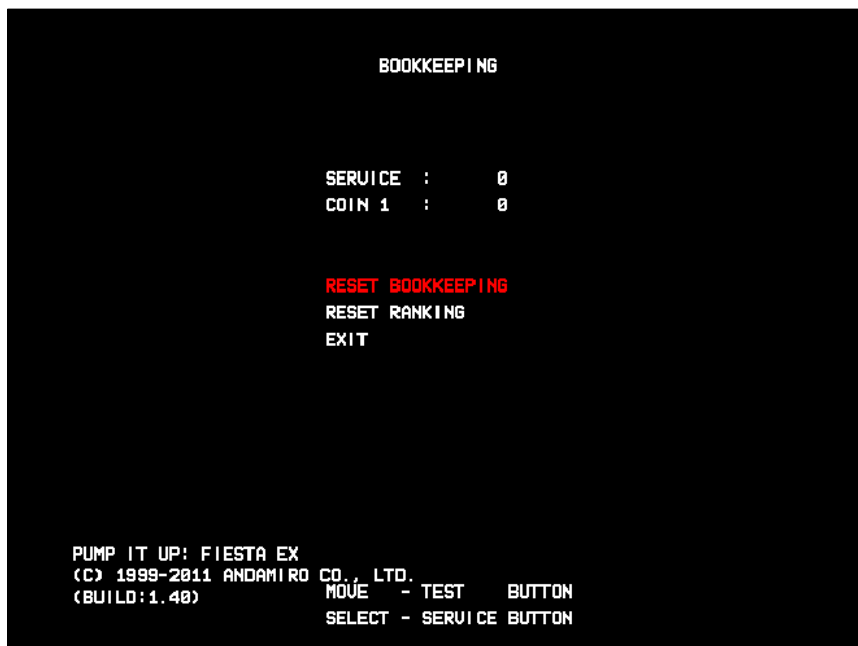 BOOKKEEPING
SERVICE : 0
COIN 1 : 0
RESET BOOKKEEPING
RESET RANKING
EXIT
PUMP IT UP: FIESTA EX
(C) 1999-2011 ANDAMIRO CO., LTD.
(BUILD:1.40)
MOVE - TEST BUTTON
SELECT - SERVICE BUTTON